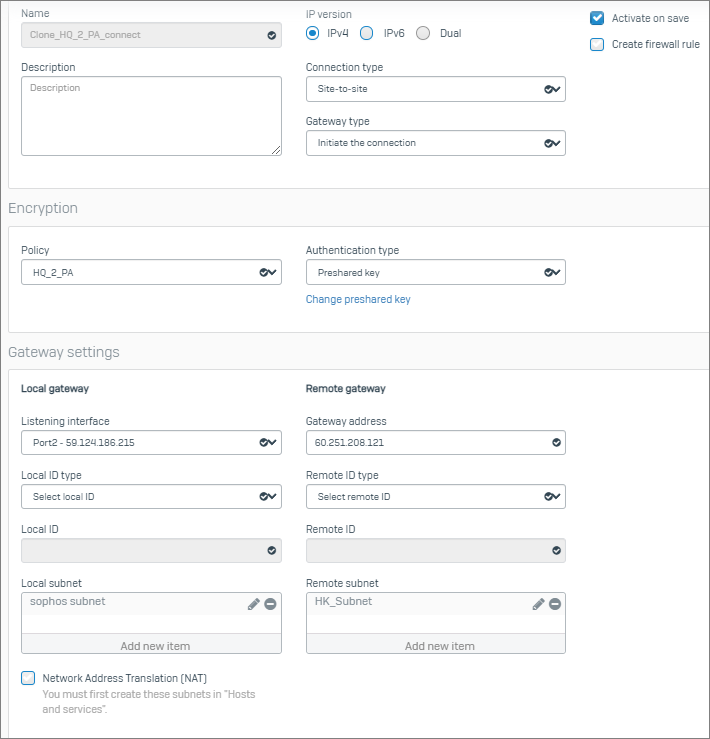 Name
Clone_HQ_2_PA_connect
Description
Description
IP version
IPv4 IPv6 Dual
Connection type
Site-to-site
Gateway type
Initiate the connection
Activate on save
Create firewall rule
Encryption
Policy
HQ_2_PA
Authentication type
Preshared key
Change preshared key
Gateway settings
Local gateway
Listening interface
Port2 - 59.124.186.215
Local ID type
Select local ID
Local ID
Local subnet
sophos subnet
Add new item
Network Address Translation (NAT)
You must first create these subnets in "Hosts
and services".
Remote gateway
Gateway address
60.251.208.121
Remote ID type
Select remote ID
Remote ID
Remote subnet
HK_Subnet
Add new item